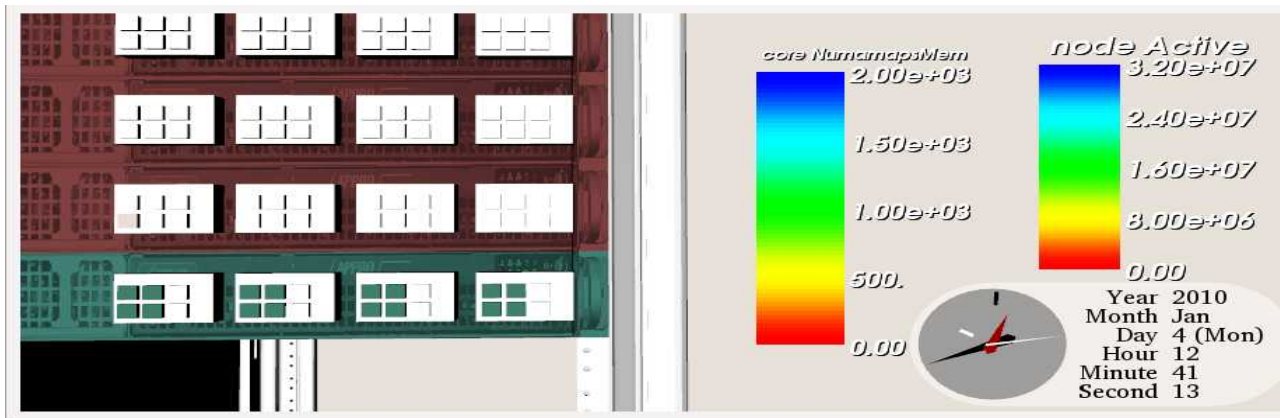 core NumamapsMem
2.00e+03
1.50e+03
1.00e+03
500.
0.00
node Active
3.20e+07
2.40e+07
1.60e+07
8.00e+06
0.00
Year 2010
Month Jan
Day 4 (Mon)
Hour 12
Minute 41
Second 13